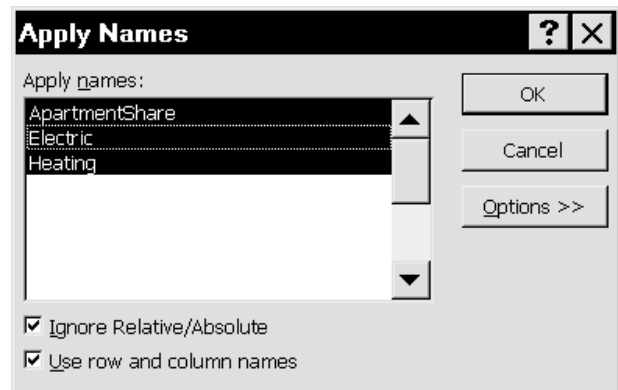 Apply Names
?
Apply names:
ApartmentShare
Electric
Heating
OK
Cancel
Options >>
Ignore Relative/Absolute
Use row and column names